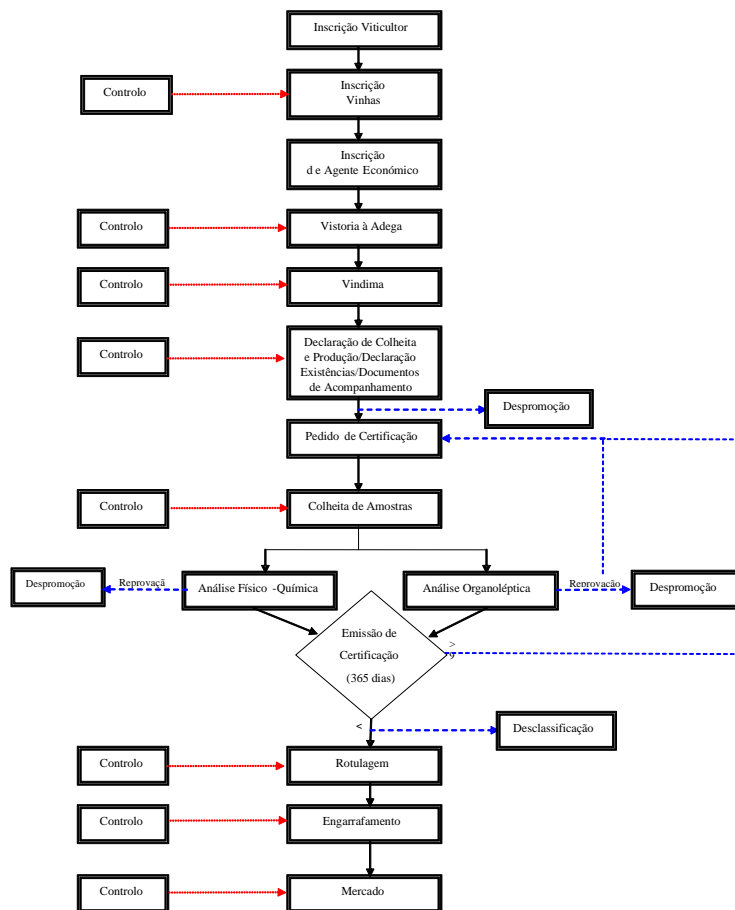 Inscrição Viticultor
Controlo
Inscrição
Vinhas
Inscrição
d e Agente Económico
Controlo
Vistoria à Adega
Controlo
Vindima
Controlo
Declaração de Colheita
e Produção/Declaração
Existências/Documentos
de Acompanhamento
Despromoção
Pedido de Certificação
Controlo
Colheita de Amostras
Despromoção
Reprovaçã
Análise Físico -Química
Análise Organoléptica
Reprovação
Despromoção
Emissão de
Certificação
(365 dias)
>
<
Desclassificação
Controlo
Rotulagem
Controlo
Engarrafamento
Controlo
Mercado